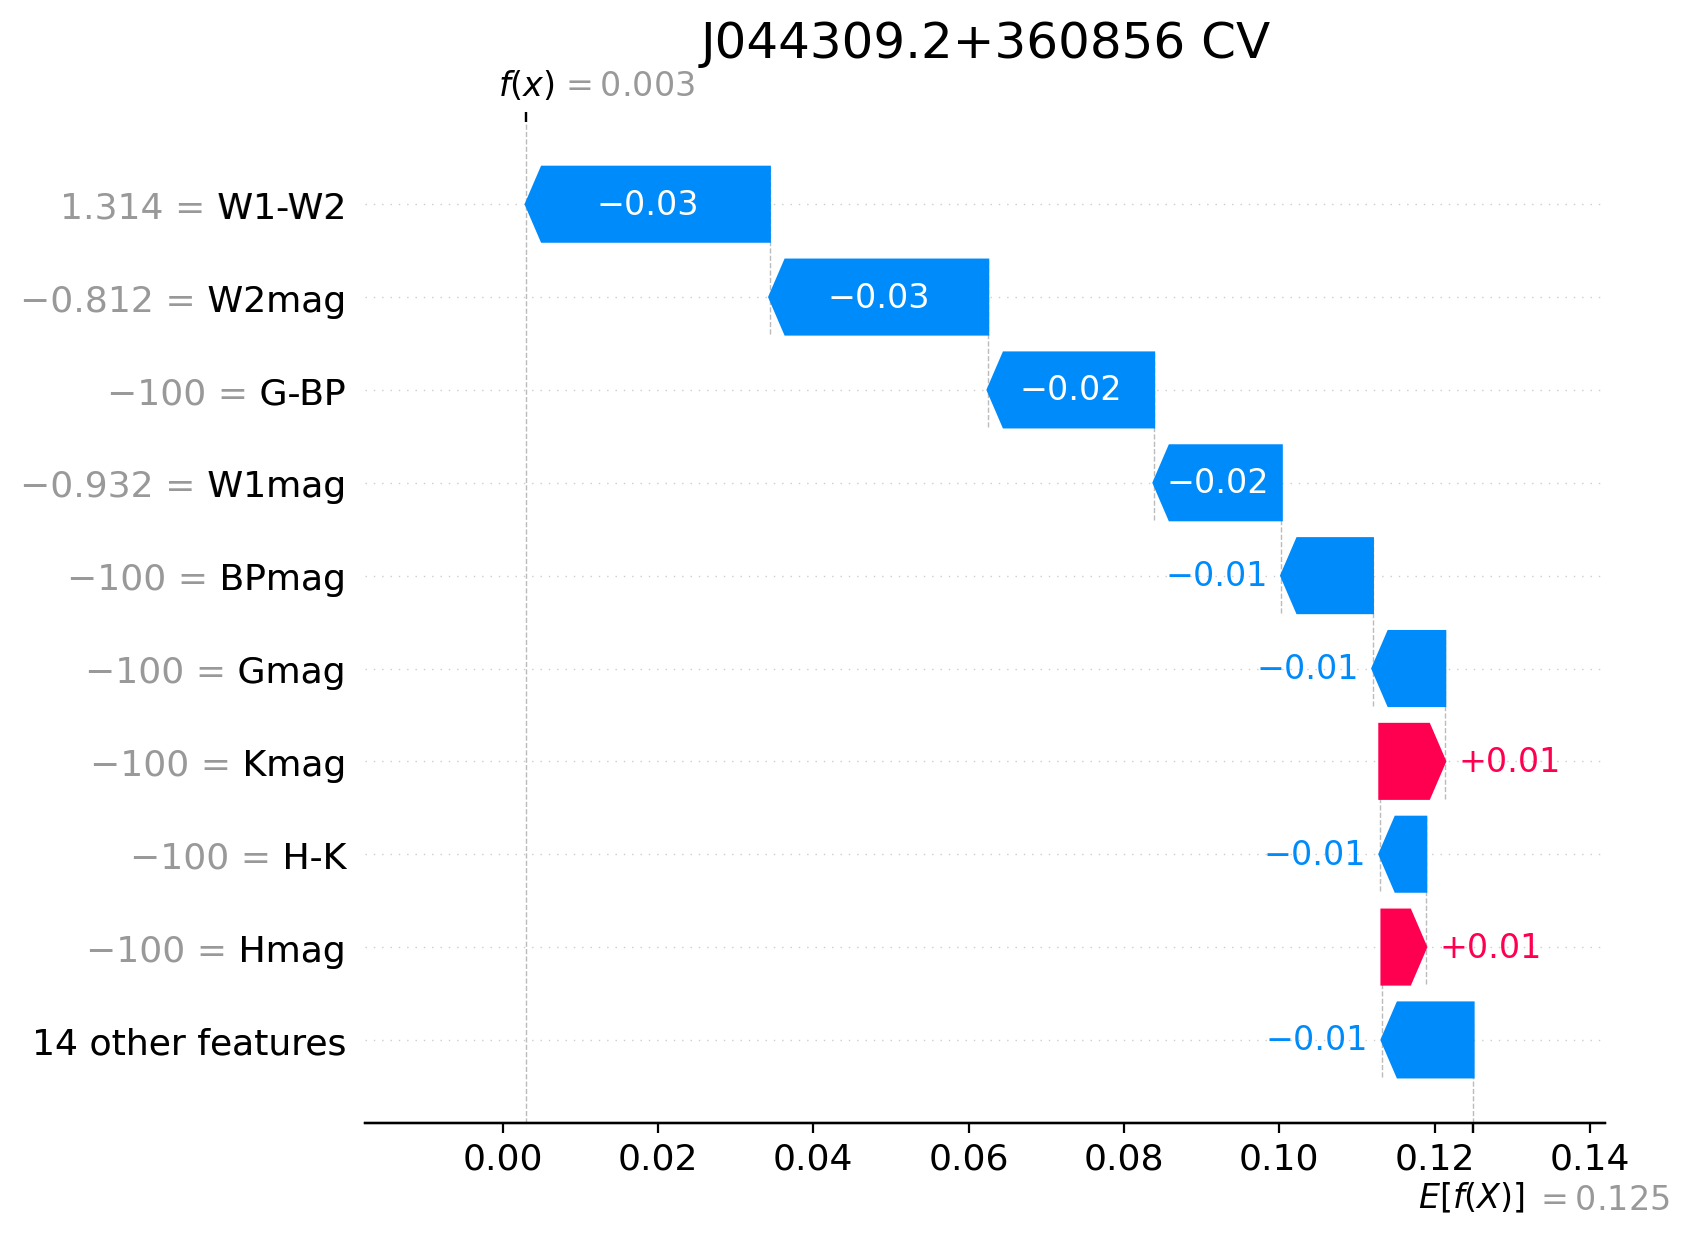 J044309.2+360856 CV
f(x) = 0.003
1.314 = W1-W2 −0.03
−0.812 = W2mag −0.03
−100 = G-BP −0.02
−0.932 = W1mag −0.02
−100 = BPmag −0.01
−100 = Gmag −0.01
−100 = Kmag +0.01
−100 = H-K −0.01
−100 = Hmag +0.01
14 other features −0.01
0.00 0.02 0.04 0.06 0.08 0.10 0.12 0.14
E[f(X)] = 0.125